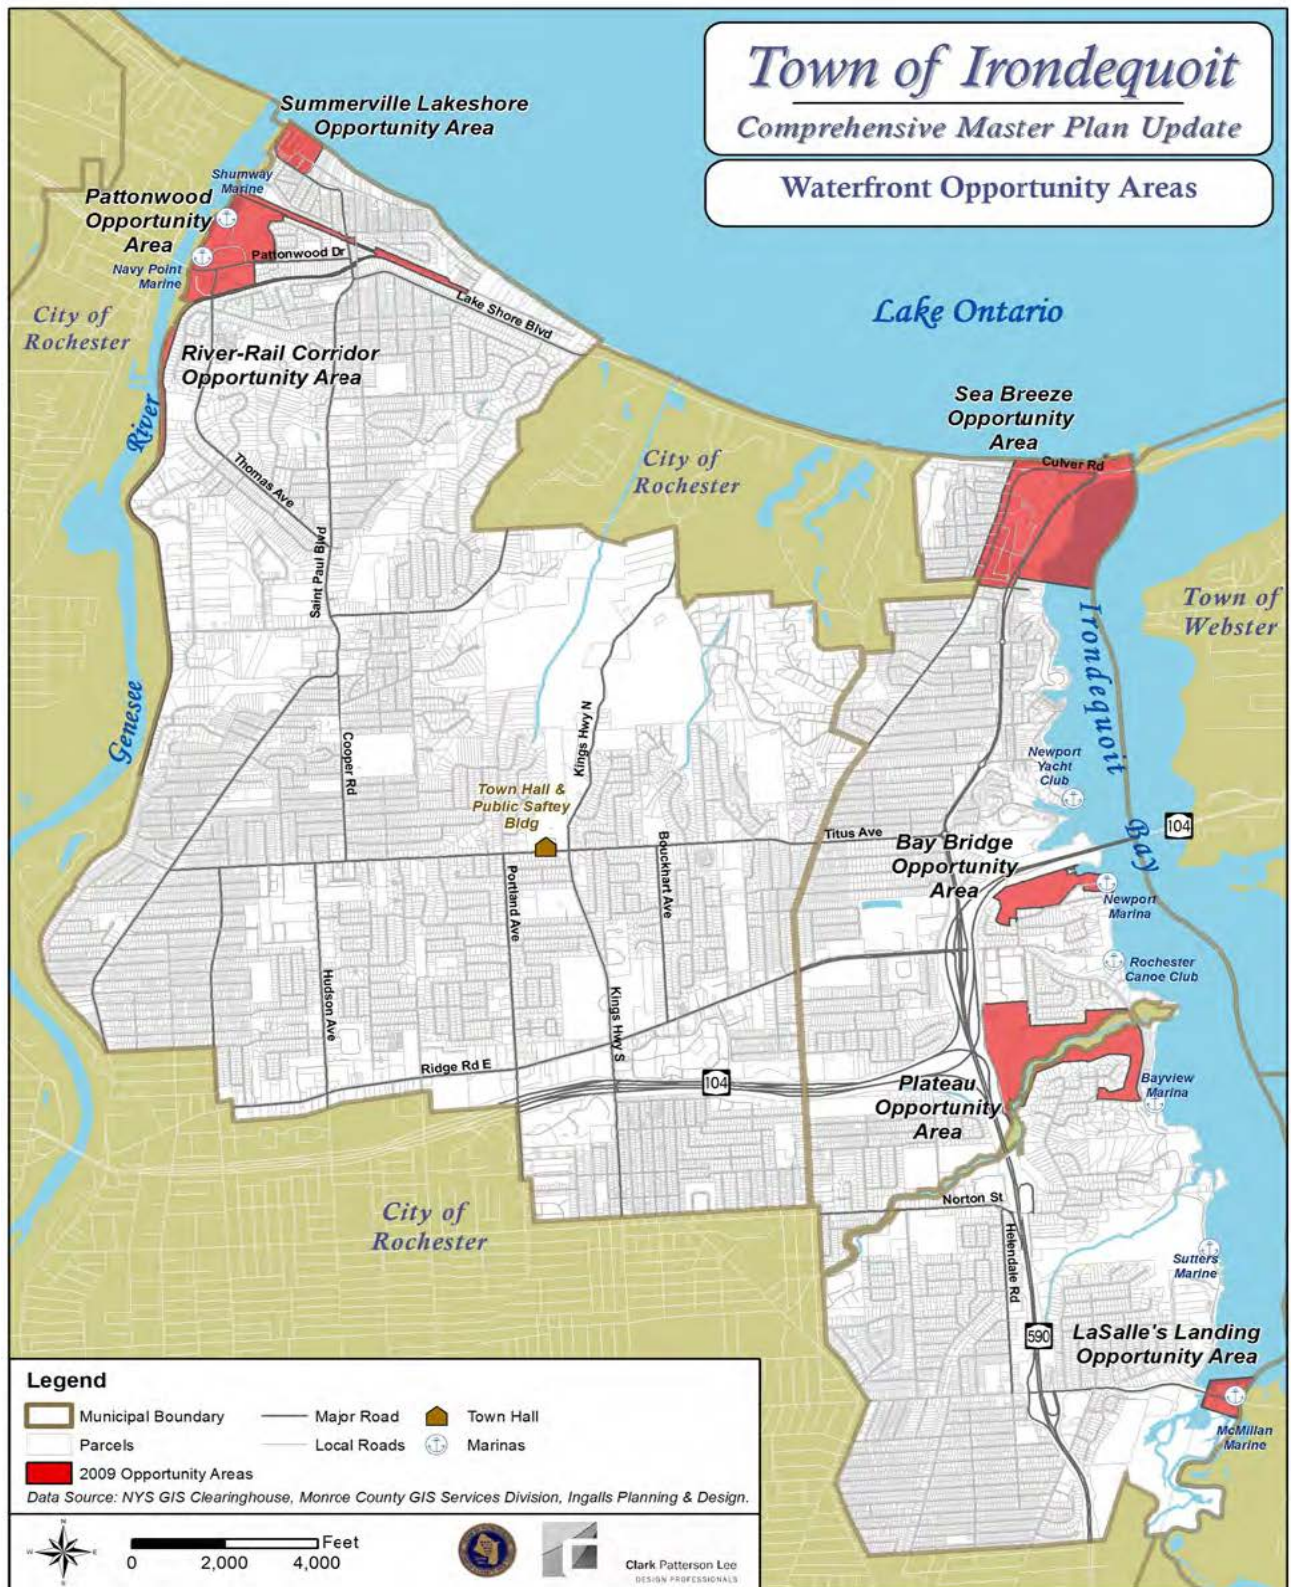 Town of Irondequoit
Comprehensive Master Plan Update
Waterfront Opportunity Areas
Summerville Lakeshore
Opportunity Area
Shumway
Marine
Pattonwood
Opportunity
Area
Navy Point
Marine
Pattonwood Dr
Lake Shore Blvd
City of
Rochester
River-Rail Corridor
Opportunity Area
Lake Ontario
Sea Breeze
Opportunity
Area
Culver Rd
River
Thomas Ave
City of
Rochester
Saint Paul Blvd
Town of
Webster
Irondequoit
Bay
Genesee
Cooper Rd
Kings Hwy N
Newport
Yacht
Club
Town Hall &
Public Saftey
Bldg
Titus Ave
104
Bay Bridge
Opportunity
Area
Portland Ave
Bouckhart Ave
Newport
Marina
Rochester
Canoe Club
Hudson Ave
Kings Hwy S
Ridge Rd E
104
Plateau
Opportunity
Area
Bayview
Marina
City of
Rochester
Norton St
Helendale Rd
Sutters
Marine
590
LaSalle's Landing
Opportunity Area
McMillan
Marine
Legend
Municipal Boundary
Major Road
Town Hall
Parcels
Local Roads
Marinas
2009 Opportunity Areas
Data Source: NYS GIS Clearinghouse, Monroe County GIS Services Division, Ingalls Planning & Design.
N
W
E
S
Feet
0 2,000 4,000
Clark Patterson Lee
DESIGN PROFESSIONALS